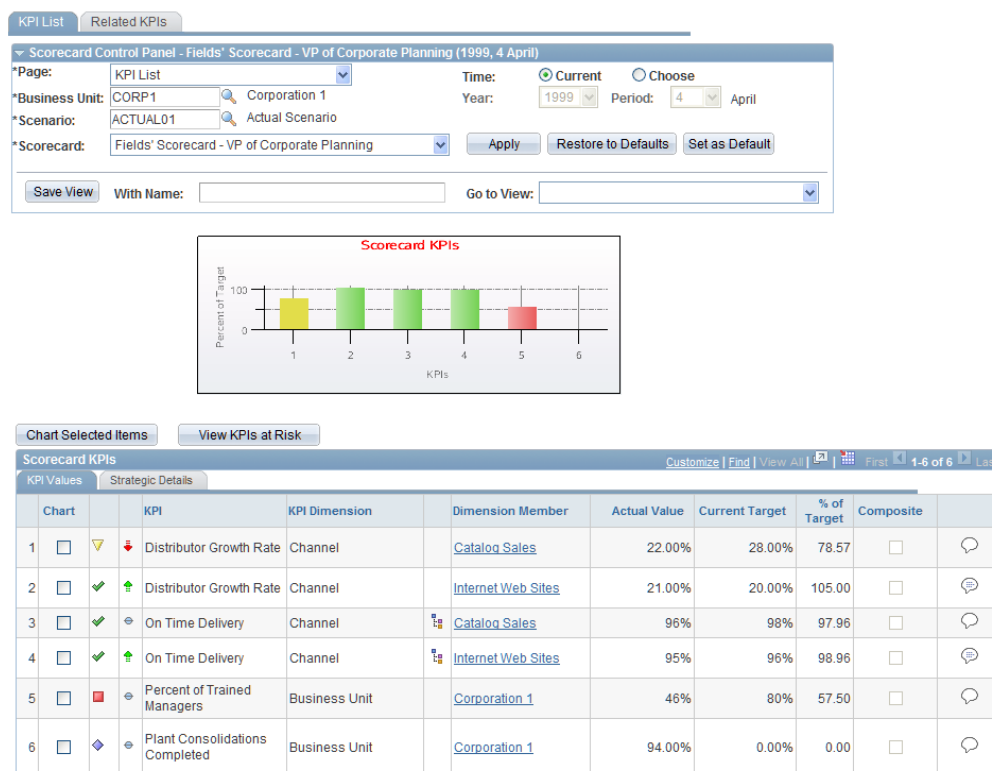 KPI List Related KPIs
Scorecard Control Panel - Fields' Scorecard - VP of Corporate Planning (1999, 4 April)
*Page: KPI List Time: Current Choose
*Business Unit: CORP1 Corporation 1 Year: 1999 Period: 4 April
*Scenario: ACTUAL01 Actual Scenario
*Scorecard: Fields' Scorecard - VP of Corporate Planning Apply Restore to Defaults Set as Default
Save View With Name: Go to View:
Scorecard KPIs
Percent of Target
100
0
1 2 3 4 5 6
KPIs
Chart Selected Items View KPIs at Risk
Scorecard KPIs Customize | Find | View All | | First 1-6 of 6 Las
KPI Values Strategic Details
Chart KPI KPI Dimension Dimension Member Actual Value Current Target % of Target Composite
1 Distributor Growth Rate Channel Catalog Sales 22.00% 28.00% 78.57
2 Distributor Growth Rate Channel Internet Web Sites 21.00% 20.00% 105.00
3 On Time Delivery Channel Catalog Sales 96% 98% 97.96
4 On Time Delivery Channel Internet Web Sites 95% 96% 98.96
5 Percent of Trained Managers Business Unit Corporation 1 46% 80% 57.50
6 Plant Consolidations Completed Business Unit Corporation 1 94.00% 0.00% 0.00